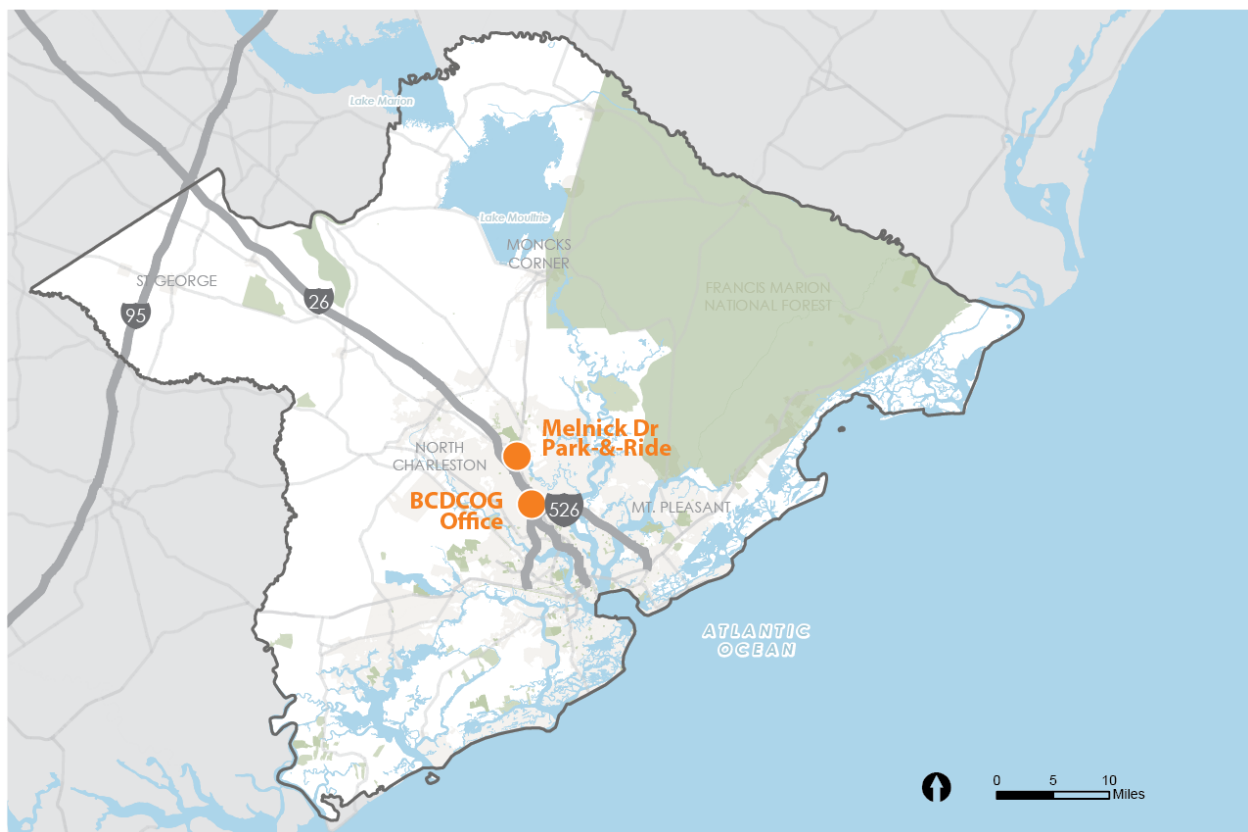 Lake Marion
Lake Moultrie
MONCKS
CORNER
ST GEORGE
26
95
FRANCIS MARION
NATIONAL FOREST
Melnick Dr
Park-&-Ride
NORTH
CHARLESTON
BCDCOG
Office
526
MT. PLEASANT
ATLANTIC
OCEAN
0 5 10
Miles